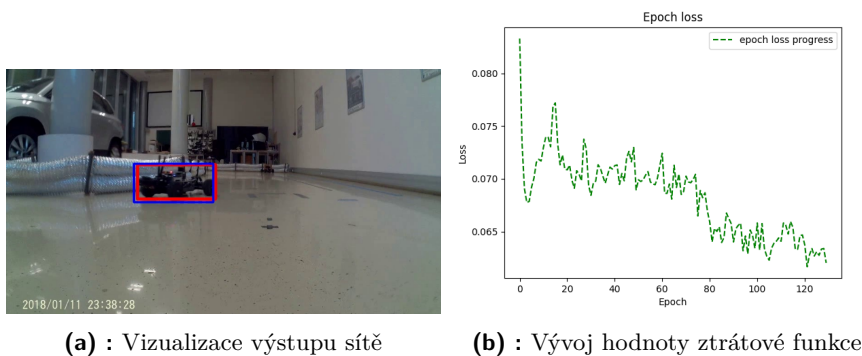 Epoch loss
epoch loss progress
0.080
0.075
0.070
0.065
Loss
0
20
40
60
80
100
120
Epoch
2018/01/11 23:38:28
(a) : Vizualizace výstupu sítě
(b) : Vývoj hodnoty ztrátové funkce